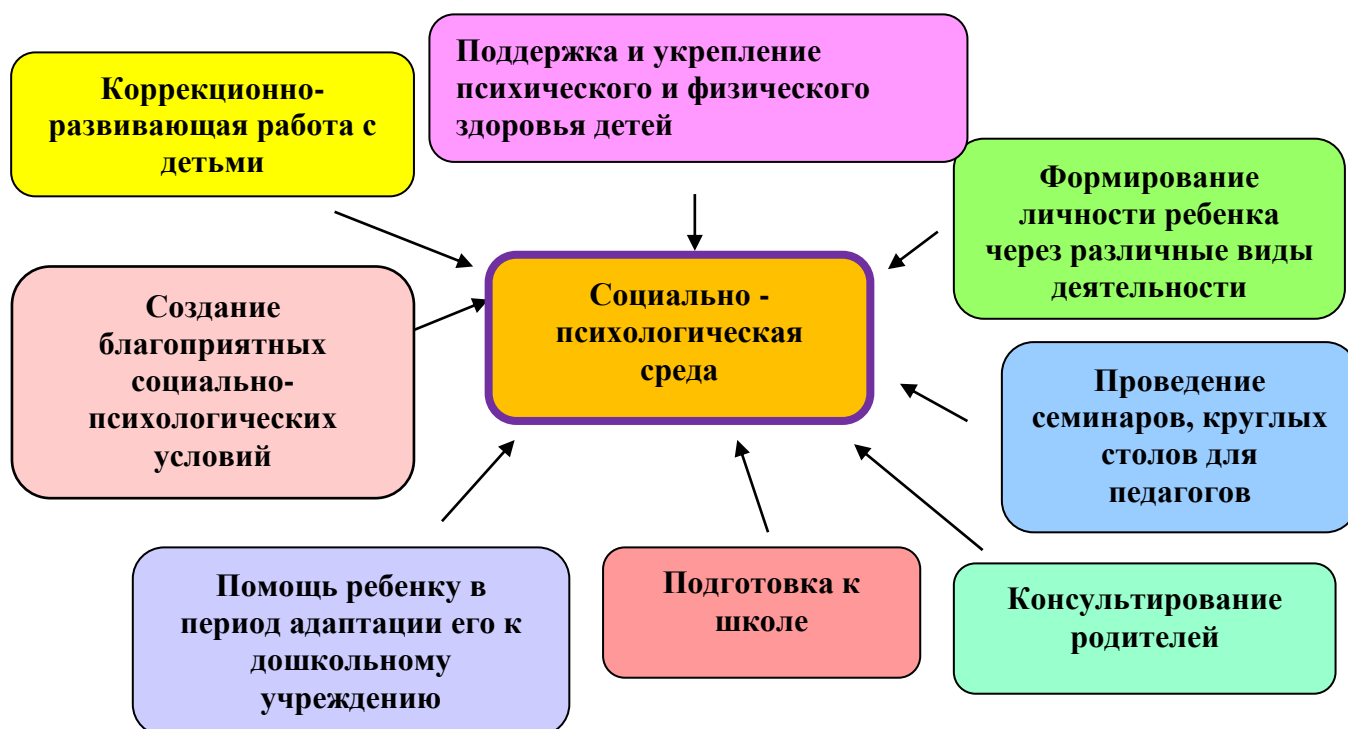 Поддержка и укрепление
психического и физического
здоровья детей
Коррекционно-
развивающая работа с
детьми
Формирование
личности ребенка
через различные виды
деятельности
Социально -
психологическая
среда
Создание
благоприятных
социально-
психологических
условий
Проведение
семинаров, круглых
столов для
педагогов
Помощь ребенку в
период адаптации его к
дошкольному
учреждению
Подготовка к
школе
Консультирование
родителей